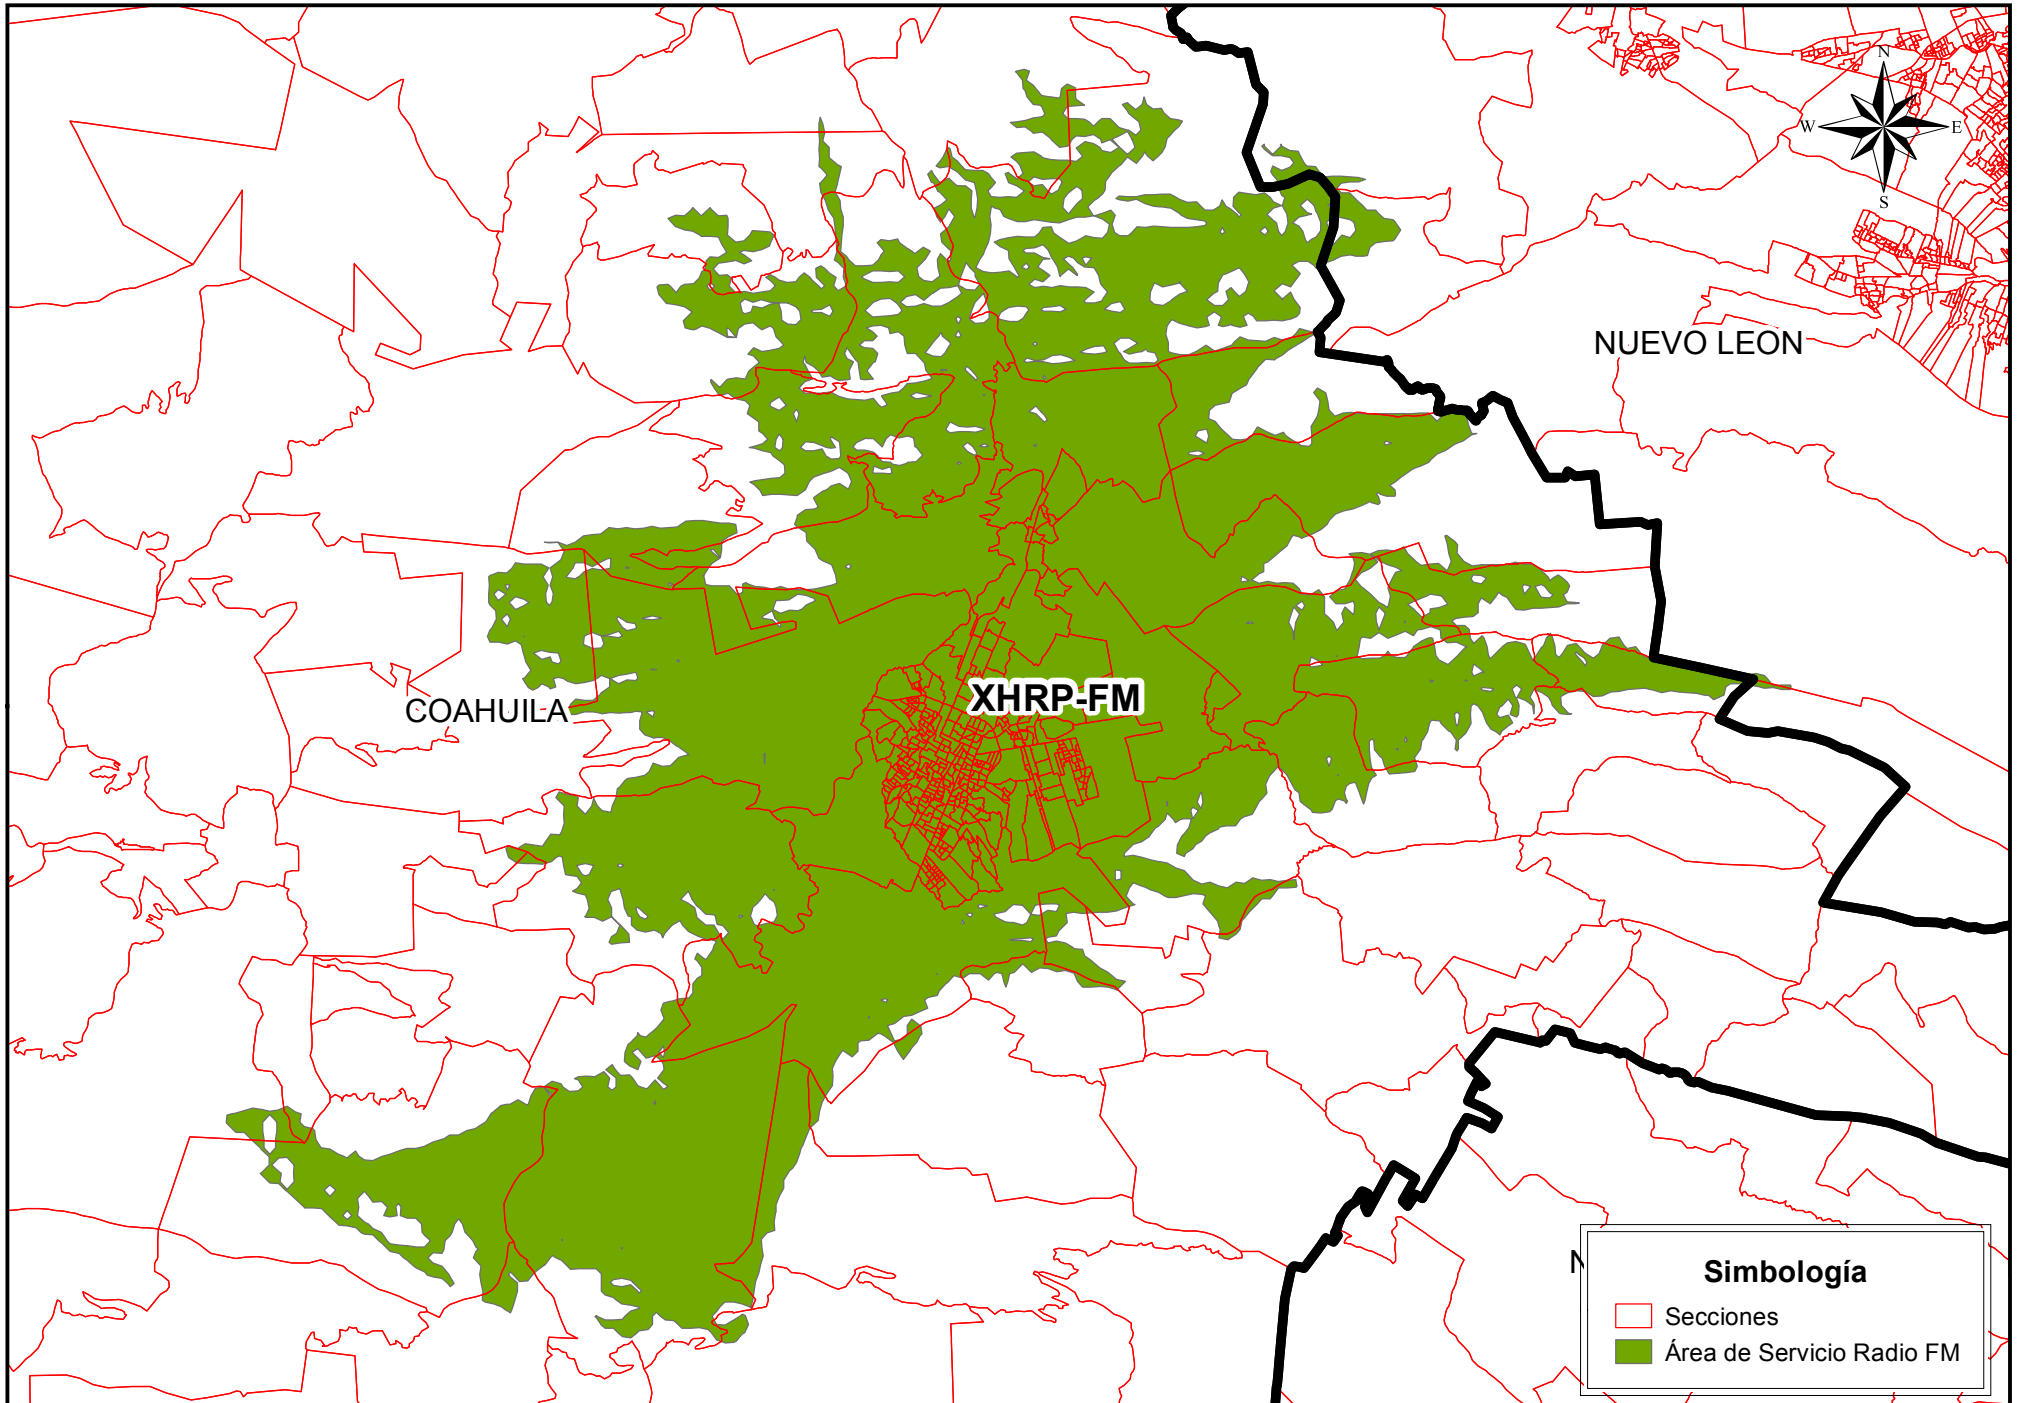 N
W
E
S
NUEVO LEON
XHRP-FM
COAHUILA
N
Simbología
Secciones
Área de Servicio Radio FM